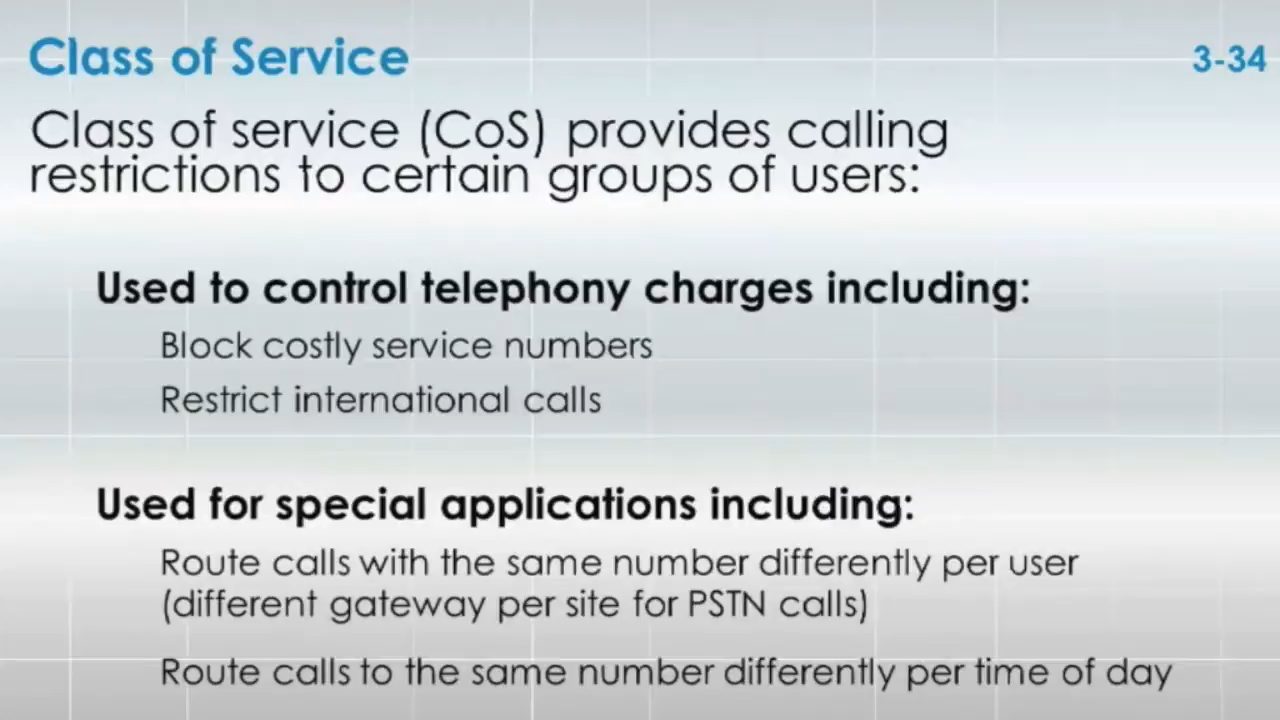 Class of Service
3-34
Class of service (CoS) provides calling
restrictions to certain groups of users:
Used to control telephony charges including:
Block costly service numbers
Restrict international calls
Used for special applications including:
Route calls with the same number differently per user
(different gateway per site for PSTN calls)
Route calls to the same number differently per time of day